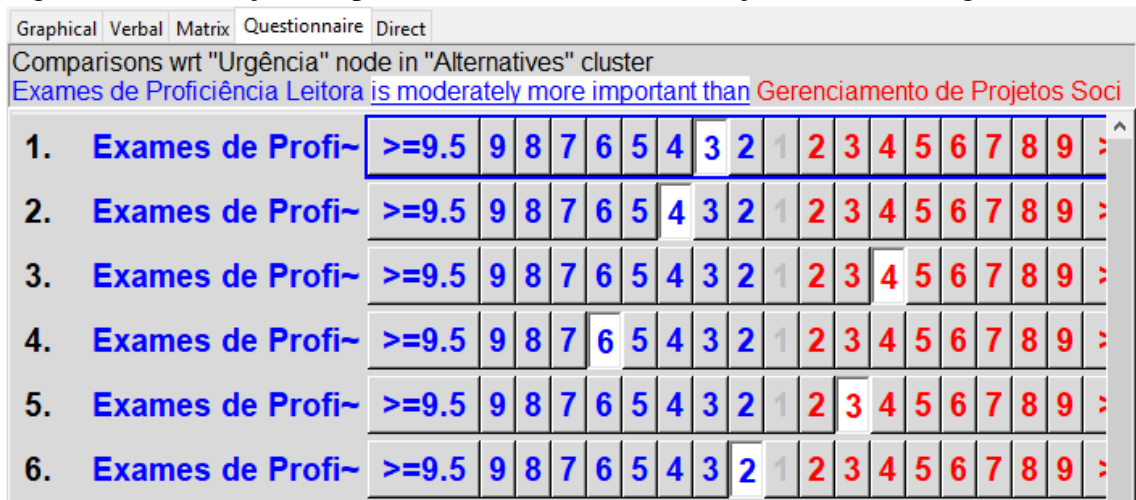 Graphical Verbal Matrix Questionnaire Direct
Comparisons wrt "Urgência" node in "Alternatives" cluster
Exames de Proficiência Leitora is moderately more important than Gerenciamento de Projetos Soci
1. Exames de Profi~ >=9.5 9 8 7 6 5 4 3 2 1 2 3 4 5 6 7 8 9 >
2. Exames de Profi~ >=9.5 9 8 7 6 5 4 3 2 1 2 3 4 5 6 7 8 9 >
3. Exames de Profi~ >=9.5 9 8 7 6 5 4 3 2 1 2 3 4 5 6 7 8 9 >
4. Exames de Profi~ >=9.5 9 8 7 6 5 4 3 2 1 2 3 4 5 6 7 8 9 >
5. Exames de Profi~ >=9.5 9 8 7 6 5 4 3 2 1 2 3 4 5 6 7 8 9 >
6. Exames de Profi~ >=9.5 9 8 7 6 5 4 3 2 1 2 3 4 5 6 7 8 9 >